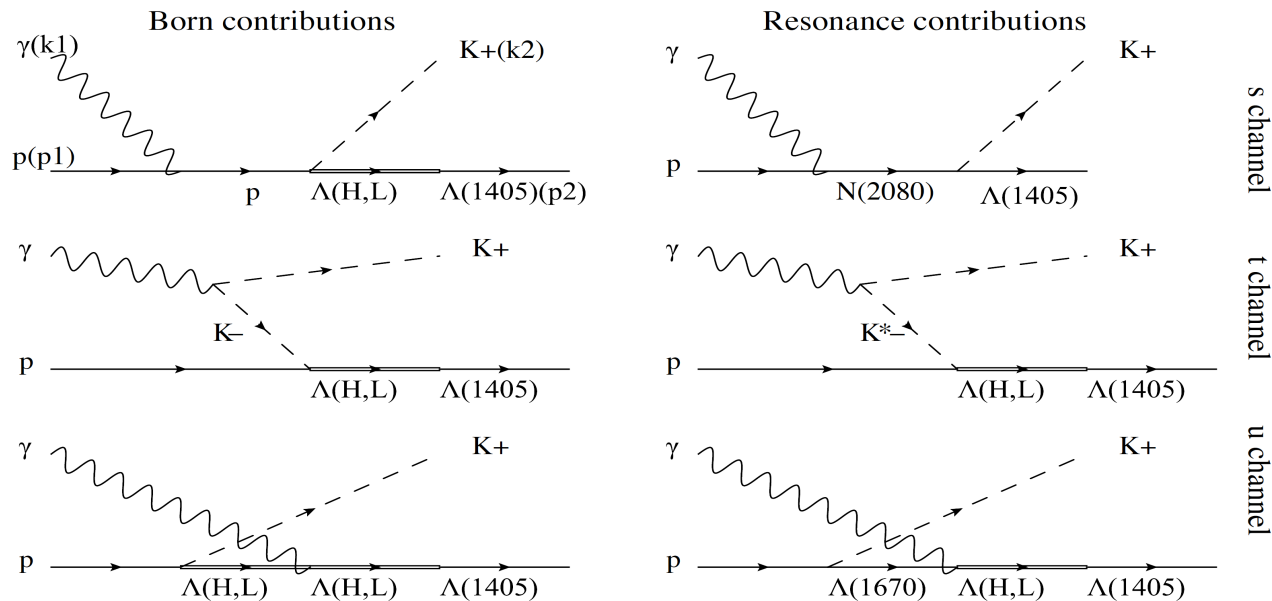 Born contributions
Resonance contributions
γ(k1)
K+(k2)
p(p1)
p
Λ(H,L)
Λ(1405)(p2)
γ
K+
p
N(2080)
Λ(1405)
s channel
γ
K+
K–
p
Λ(H,L)
Λ(1405)
γ
K+
K*–
p
Λ(H,L)
Λ(1405)
t channel
γ
K+
p
Λ(H,L)
Λ(H,L)
Λ(1405)
γ
K+
p
Λ(1670)
Λ(H,L)
Λ(1405)
u channel